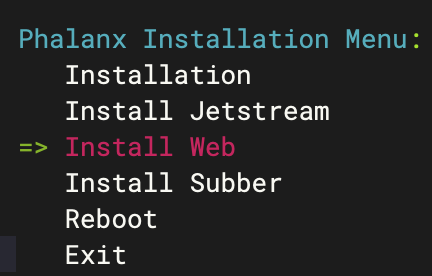 Phalanx Installation Menu:
Installation
Install Jetstream
=> Install Web
Install Subber
Reboot
Exit